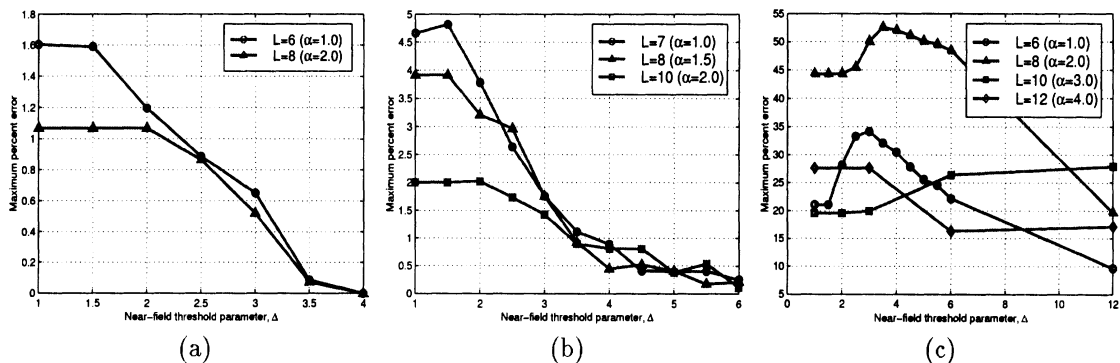 Maximum percent error
1.8
1.6
1.4
1.2
1
0.8
0.6
0.4
0.2
0
1
1.5
2
2.5
3
3.5
4
L=6 (α=1.0)
L=8 (α=2.0)
Near-field threshold parameter, Δ
(a)
Maximum percent error
5
4.5
4
3.5
3
2.5
2
1.5
1
0.5
0
1
2
3
4
5
6
L=7 (α=1.0)
L=8 (α=1.5)
L=10 (α=2.0)
Near-field threshold parameter, Δ
(b)
Maximum percent error
55
50
45
40
35
30
25
20
15
10
5
0
2
4
6
8
10
12
L=6 (α=1.0)
L=8 (α=2.0)
L=10 (α=3.0)
L=12 (α=4.0)
Near-field threshold parameter, Δ
(c)